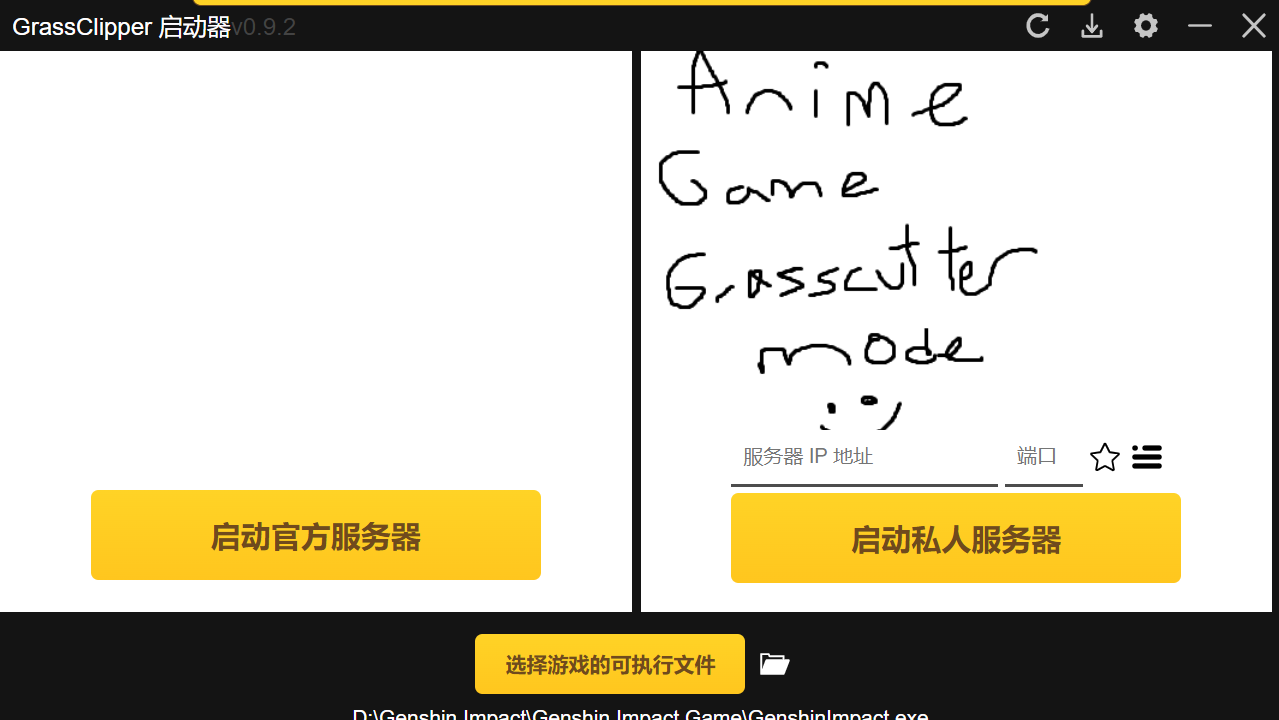 GrassClipper 启动器v0.9.2
Anime
Game
Grasscutter
mode
:)
服务器 IP 地址
端口
启动官方服务器
启动私人服务器
选择游戏的可执行文件
D:\Genshin Impact\Genshin Impact Game\GenshinImpact.exe